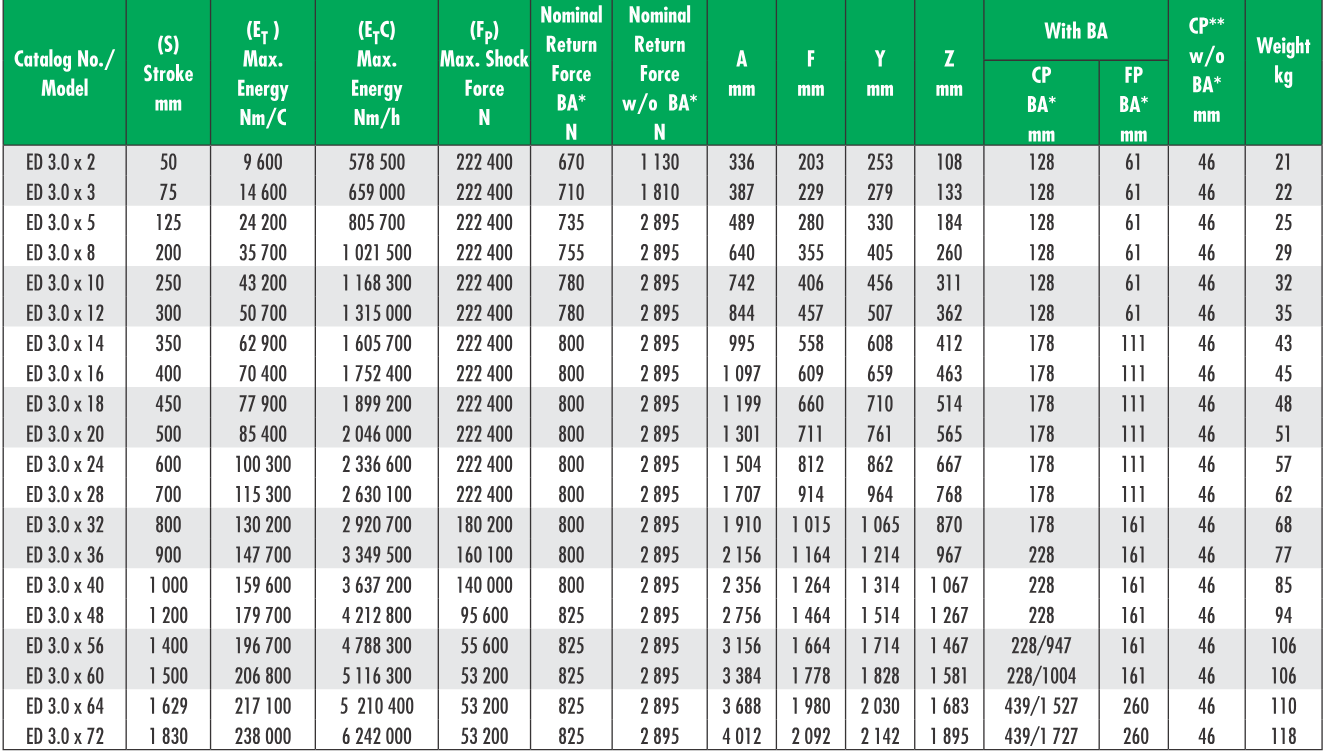 Catalog No./ Model | (S) Stroke mm | (E_T ) Max. Energy Nm/C | (E_TC) Max. Energy Nm/h | (F_P) Max. Shock Force N | Nominal Return Force BA* N | Nominal Return Force w/o BA* N | A mm | F mm | Y mm | Z mm | With BA CP BA* mm | With BA FP BA* mm | CP** w/o BA* mm | Weight kg
ED 3.0 x 2 | 50 | 9 600 | 578 500 | 222 400 | 670 | 1 130 | 336 | 203 | 253 | 108 | 128 | 61 | 46 | 21
ED 3.0 x 3 | 75 | 14 600 | 659 000 | 222 400 | 710 | 1 810 | 387 | 229 | 279 | 133 | 128 | 61 | 46 | 22
ED 3.0 x 5 | 125 | 24 200 | 805 700 | 222 400 | 735 | 2 895 | 489 | 280 | 330 | 184 | 128 | 61 | 46 | 25
ED 3.0 x 8 | 200 | 35 700 | 1 021 500 | 222 400 | 755 | 2 895 | 640 | 355 | 405 | 260 | 128 | 61 | 46 | 29
ED 3.0 x 10 | 250 | 43 200 | 1 168 300 | 222 400 | 780 | 2 895 | 742 | 406 | 456 | 311 | 128 | 61 | 46 | 32
ED 3.0 x 12 | 300 | 50 700 | 1 315 000 | 222 400 | 780 | 2 895 | 844 | 457 | 507 | 362 | 128 | 61 | 46 | 35
ED 3.0 x 14 | 350 | 62 900 | 1 605 700 | 222 400 | 800 | 2 895 | 995 | 558 | 608 | 412 | 178 | 111 | 46 | 43
ED 3.0 x 16 | 400 | 70 400 | 1 752 400 | 222 400 | 800 | 2 895 | 1 097 | 609 | 659 | 463 | 178 | 111 | 46 | 45
ED 3.0 x 18 | 450 | 77 900 | 1 899 200 | 222 400 | 800 | 2 895 | 1 199 | 660 | 710 | 514 | 178 | 111 | 46 | 48
ED 3.0 x 20 | 500 | 85 400 | 2 046 000 | 222 400 | 800 | 2 895 | 1 301 | 711 | 761 | 565 | 178 | 111 | 46 | 51
ED 3.0 x 24 | 600 | 100 300 | 2 336 600 | 222 400 | 800 | 2 895 | 1 504 | 812 | 862 | 667 | 178 | 111 | 46 | 57
ED 3.0 x 28 | 700 | 115 300 | 2 630 100 | 222 400 | 800 | 2 895 | 1 707 | 914 | 964 | 768 | 178 | 111 | 46 | 62
ED 3.0 x 32 | 800 | 130 200 | 2 920 700 | 180 200 | 800 | 2 895 | 1 910 | 1 015 | 1 065 | 870 | 178 | 161 | 46 | 68
ED 3.0 x 36 | 900 | 147 700 | 3 349 500 | 160 100 | 800 | 2 895 | 2 156 | 1 164 | 1 214 | 967 | 228 | 161 | 46 | 77
ED 3.0 x 40 | 1 000 | 159 600 | 3 637 200 | 140 000 | 800 | 2 895 | 2 356 | 1 264 | 1 314 | 1 067 | 228 | 161 | 46 | 85
ED 3.0 x 48 | 1 200 | 179 700 | 4 212 800 | 95 600 | 825 | 2 895 | 2 756 | 1 464 | 1 514 | 1 267 | 228 | 161 | 46 | 94
ED 3.0 x 56 | 1 400 | 196 700 | 4 788 300 | 55 600 | 825 | 2 895 | 3 156 | 1 664 | 1 714 | 1 467 | 228/947 | 161 | 46 | 106
ED 3.0 x 60 | 1 500 | 206 800 | 5 116 300 | 53 200 | 825 | 2 895 | 3 384 | 1 778 | 1 828 | 1 581 | 228/1004 | 161 | 46 | 106
ED 3.0 x 64 | 1 629 | 217 100 | 5 210 400 | 53 200 | 825 | 2 895 | 3 688 | 1 980 | 2 030 | 1 683 | 439/1 527 | 260 | 46 | 110
ED 3.0 x 72 | 1 830 | 238 000 | 6 242 000 | 53 200 | 825 | 2 895 | 4 012 | 2 092 | 2 142 | 1 895 | 439/1 727 | 260 | 46 | 118